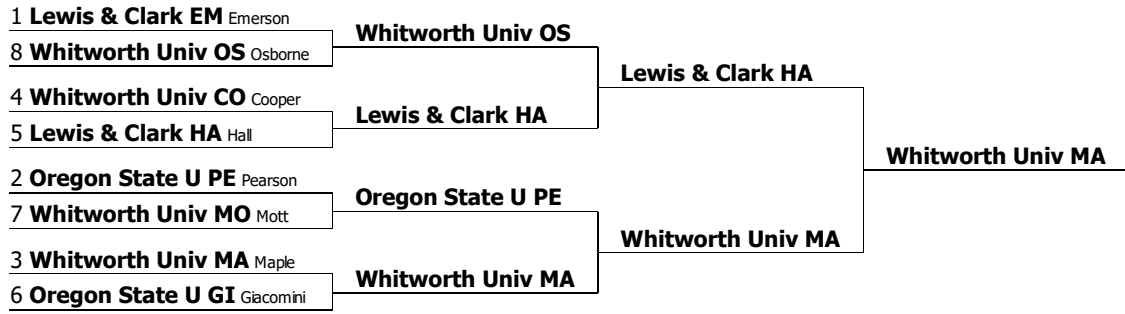 1 Lewis & Clark EM Emerson
8 Whitworth Univ OS Osborne
4 Whitworth Univ CO Cooper
5 Lewis & Clark HA Hall
2 Oregon State U PE Pearson
7 Whitworth Univ MO Mott
3 Whitworth Univ MA Maple
6 Oregon State U GI Giacomini
Whitworth Univ OS
Lewis & Clark HA
Oregon State U PE
Whitworth Univ MA
Lewis & Clark HA
Whitworth Univ MA
Whitworth Univ MA